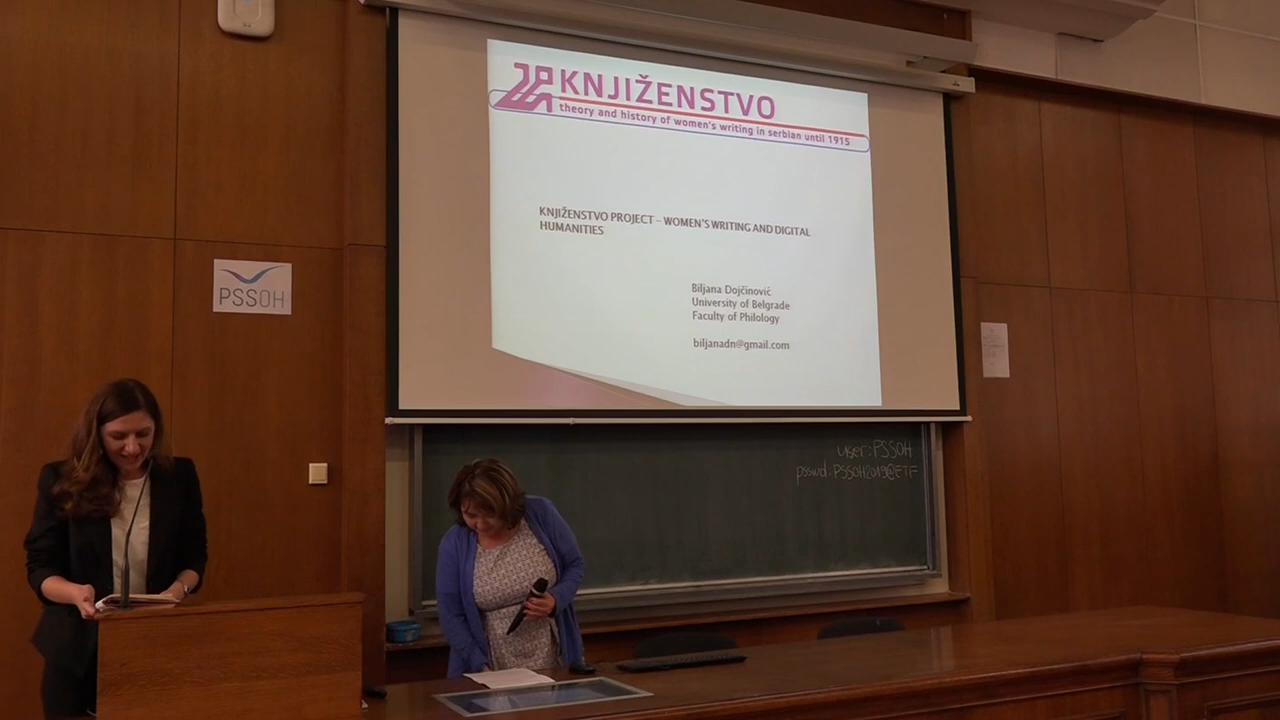 KNJIŽENSTVO
theory and history of women's writing in serbian until 1915
KNJIŽENSTVO PROJECT – WOMEN'S WRITING AND DIGITAL
HUMANITIES
Biljana Dojčinović
University of Belgrade
Faculty of Philology
biljanadn@gmail.com
PSSOH
user: PSSOH
psswd: PSSOH2019@ETF